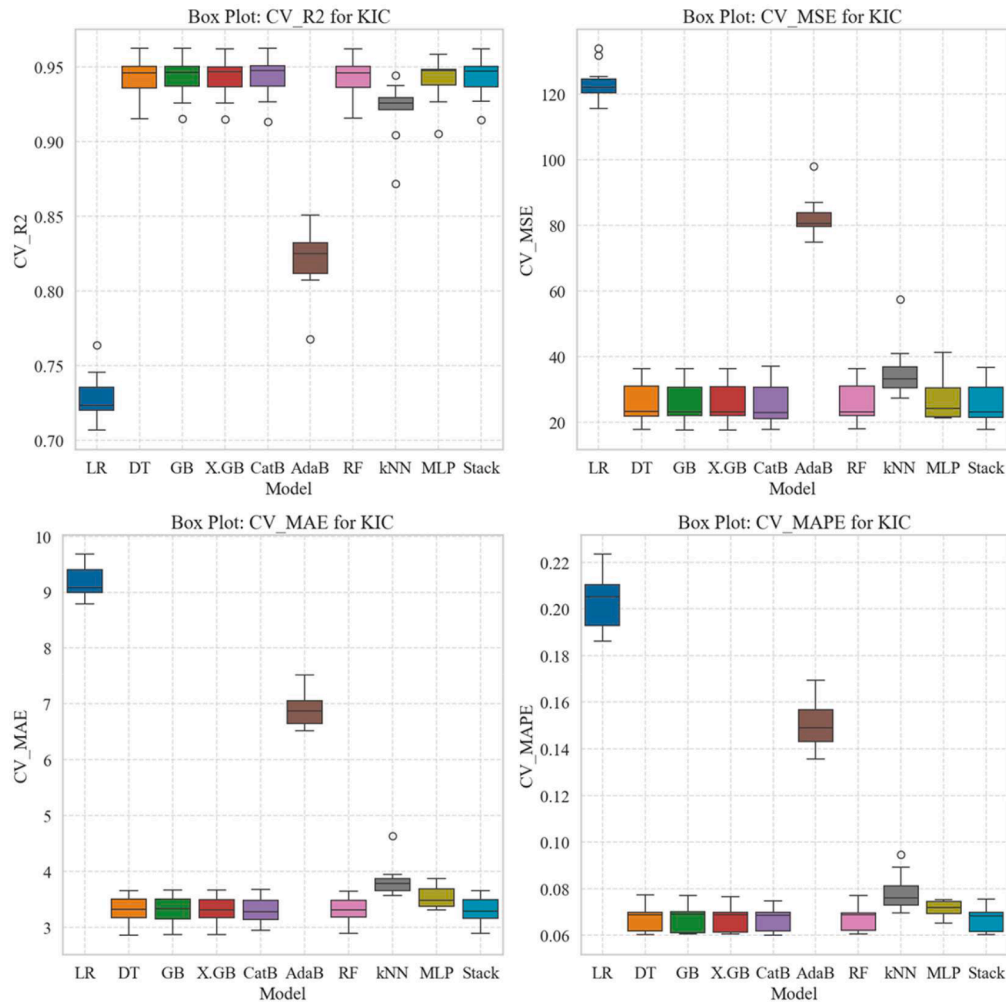 Box Plot: CV_R2 for KIC
CV_R2
0.95
0.90
0.85
0.80
0.75
0.70
LR DT GB X.GB CatB AdaB RF kNN MLP Stack
Model
Box Plot: CV_MSE for KIC
CV_MSE
120
100
80
60
40
20
LR DT GB X.GB CatB AdaB RF kNN MLP Stack
Model
Box Plot: CV_MAE for KIC
CV_MAE
10
9
8
7
6
5
4
3
LR DT GB X.GB CatB AdaB RF kNN MLP Stack
Model
Box Plot: CV_MAPE for KIC
CV_MAPE
0.22
0.20
0.18
0.16
0.14
0.12
0.10
0.08
0.06
LR DT GB X.GB CatB AdaB RF kNN MLP Stack
Model